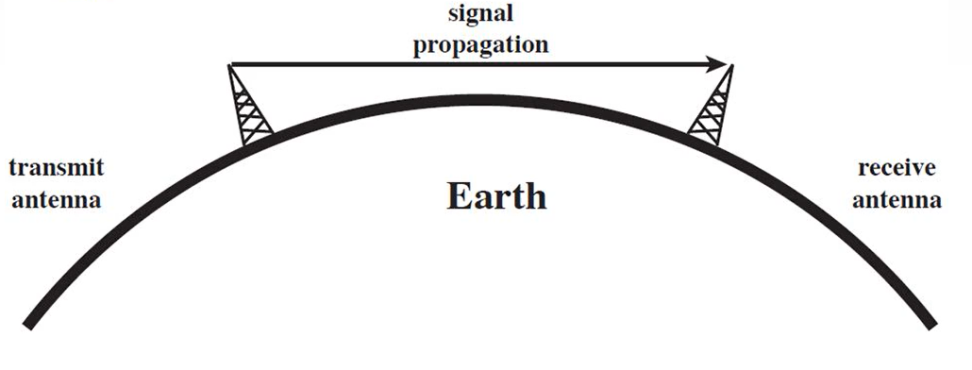 signal
propagation
transmit
antenna
Earth
receive
antenna